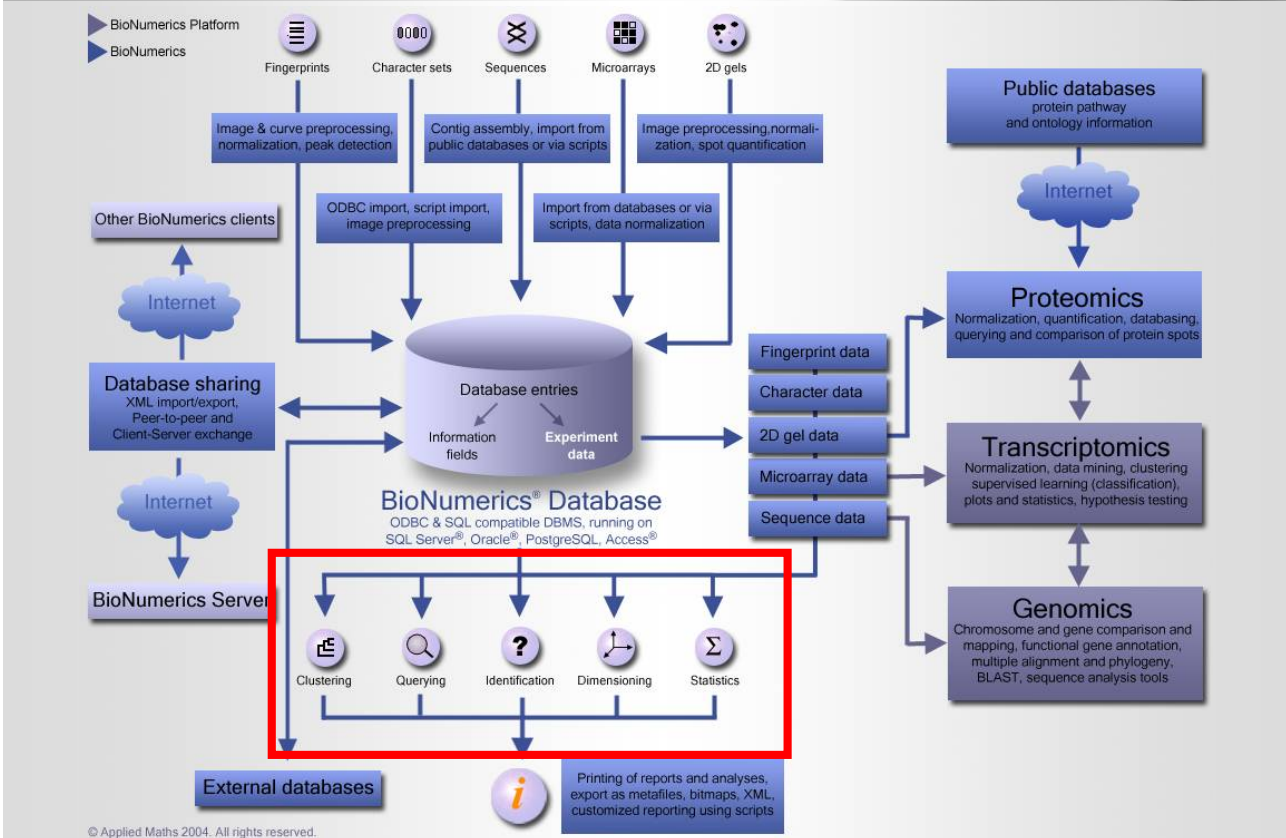 BioNumerics Platform
BioNumerics
0000
Fingerprints
Character sets
Sequences
Microarrays
2D gels
Image & curve preprocessing,
normalization, peak detection
Contig assembly, import from
public databases or via scripts
Image preprocessing,normali-
zation, spot quantification
ODBC import, script import,
image preprocessing
Import from databases or via
scripts, data normalization
Public databases
protein pathway
and ontology information
Internet
Other BioNumerics clients
Internet
Database sharing
XML import/export,
Peer-to-peer and
Client-Server exchange
Internet
BioNumerics Server
Database entries
Information
fields
Experiment
data
BioNumerics® Database
ODBC & SQL compatible DBMS, running on
SQL Server®, Oracle®, PostgreSQL, Access®
Fingerprint data
Character data
2D gel data
Microarray data
Sequence data
Proteomics
Normalization, quantification, databasing,
querying and comparison of protein spots
Transcriptomics
Normalization, data mining, clustering
supervised learning (classification),
plots and statistics, hypothesis testing
Genomics
Chromosome and gene comparison and
mapping, functional gene annotation,
multiple alignment and phylogeny,
BLAST, sequence analysis tools
?
Σ
Clustering
Querying
Identification
Dimensioning
Statistics
External databases
i
Printing of reports and analyses,
export as metafiles, bitmaps, XML,
customized reporting using scripts
© Applied Maths 2004. All rights reserved.